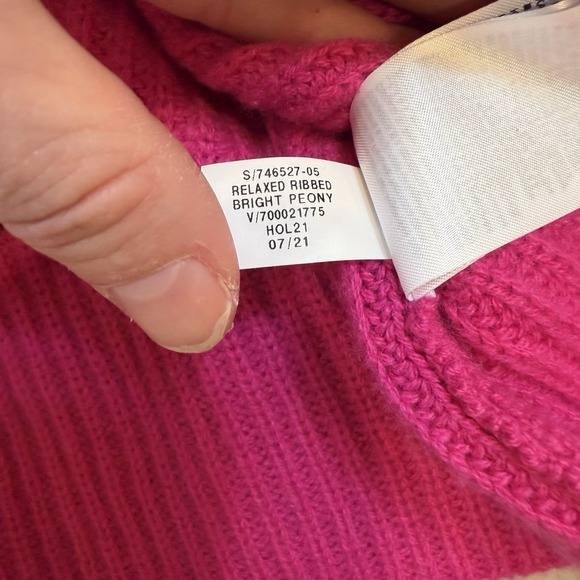 S/746527-05
RELAXED RIBBED
BRIGHT PEONY
V/700021775
HOL21
07/21